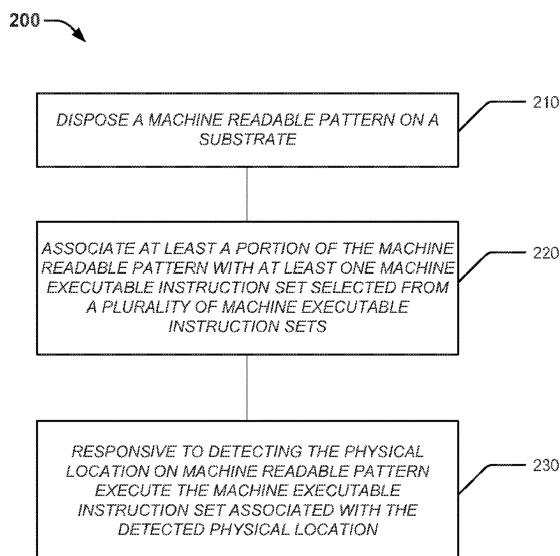 200
DISPOSE A MACHINE READABLE PATTERN ON A
SUBSTRATE
210
ASSOCIATE AT LEAST A PORTION OF THE MACHINE
READABLE PATTERN WITH AT LEAST ONE MACHINE
EXECUTABLE INSTRUCTION SET SELECTED FROM
A PLURALITY OF MACHINE EXECUTABLE
INSTRUCTION SETS
220
RESPONSIVE TO DETECTING THE PHYSICAL
LOCATION ON MACHINE READABLE PATTERN
EXECUTE THE MACHINE EXECUTABLE
INSTRUCTION SET ASSOCIATED WITH THE
DETECTED PHYSICAL LOCATION
230